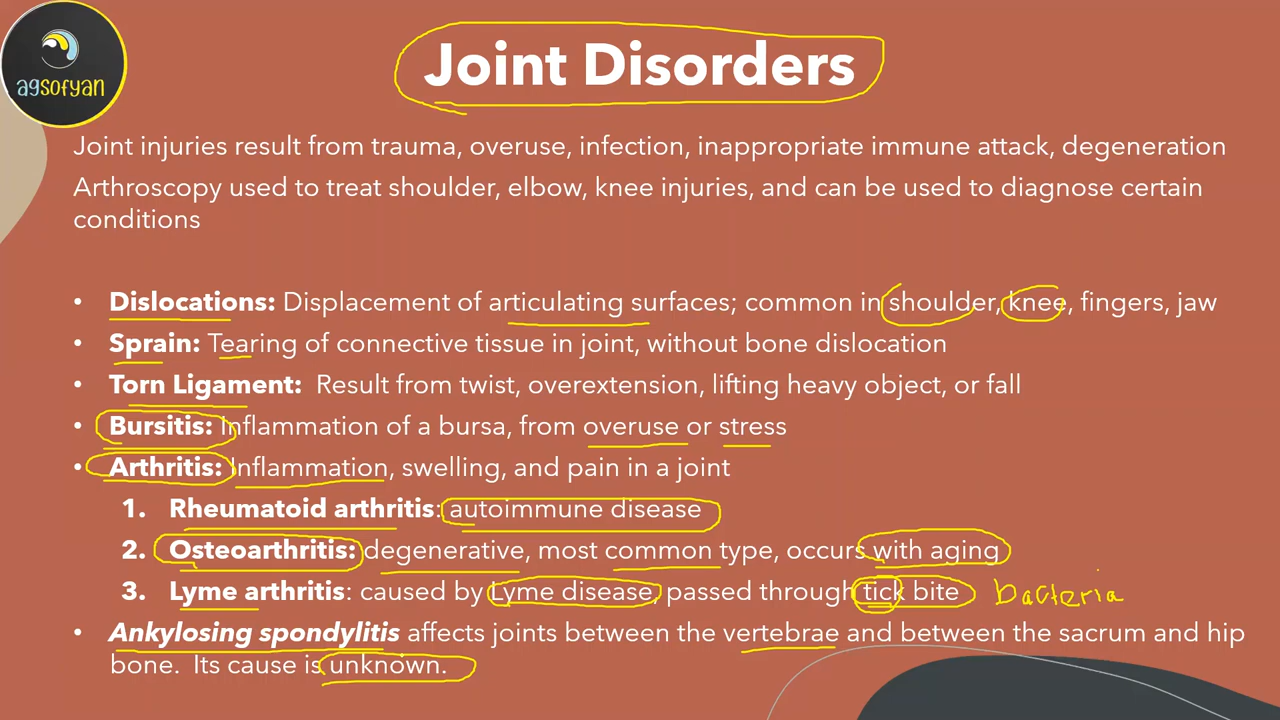 agsofyan
Joint Disorders
Joint injuries result from trauma, overuse, infection, inappropriate immune attack, degeneration
Arthroscopy used to treat shoulder, elbow, knee injuries, and can be used to diagnose certain
conditions
• Dislocations: Displacement of articulating surfaces; common in shoulder, knee, fingers, jaw
• Sprain: Tearing of connective tissue in joint, without bone dislocation
• Torn Ligament: Result from twist, overextension, lifting heavy object, or fall
• Bursitis: Inflammation of a bursa, from overuse or stress
• Arthritis: Inflammation, swelling, and pain in a joint
1. Rheumatoid arthritis: autoimmune disease
2. Osteoarthritis: degenerative, most common type, occurs with aging
3. Lyme arthritis: caused by Lyme disease, passed through tick bite bacteria
• Ankylosing spondylitis affects joints between the vertebrae and between the sacrum and hip
bone. Its cause is unknown.